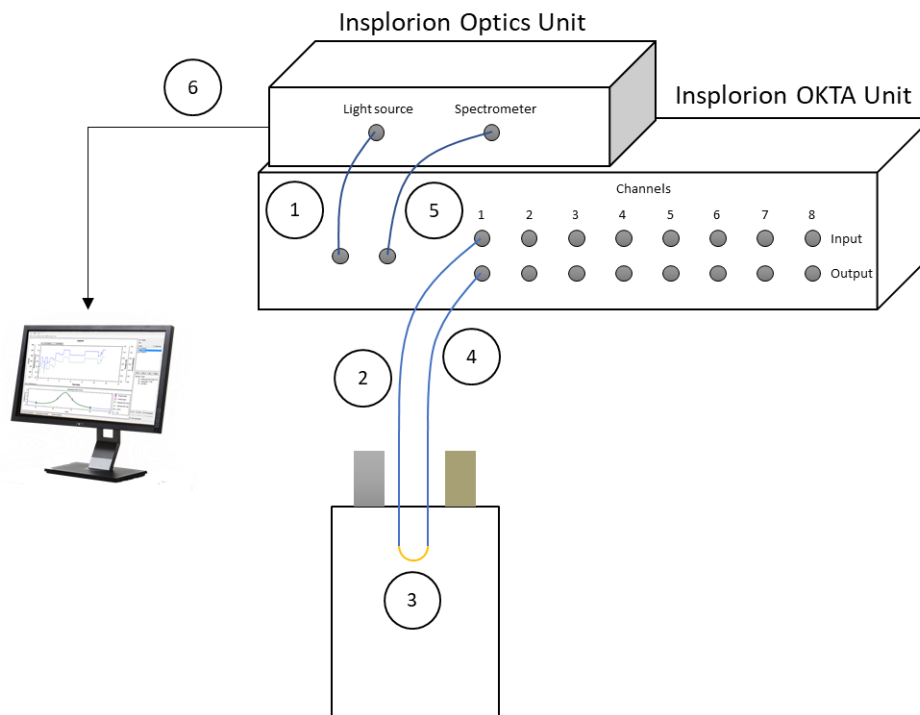 Insplorion Optics Unit
6
Insplorion OKTA Unit
Light source
Spectrometer
Channels
1
5
1 2 3 4 5 6 7 8
Input
Output
2
4
3